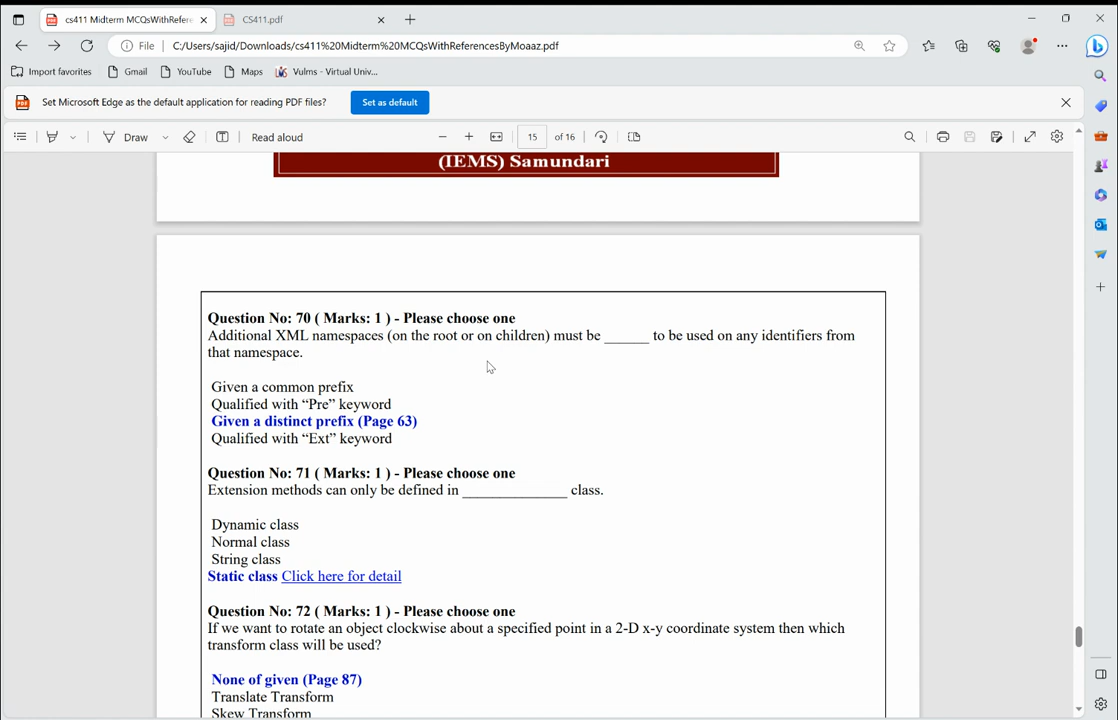 cs411 Midterm MCQsWithRefere
CS411.pdf
File
C:/Users/sajid/Downloads/cs411%20Midterm%20MCQsWithReferencesByMoaaz.pdf
Import favorites
Gmail
YouTube
Maps
Vulms - Virtual Univ...
Set Microsoft Edge as the default application for reading PDF files?
Set as default
Draw
Read aloud
15
of 16
(IEMS) Samundari
Question No: 70 ( Marks: 1 ) - Please choose one
Additional XML namespaces (on the root or on children) must be ______ to be used on any identifiers from
that namespace.
Given a common prefix
Qualified with “Pre” keyword
Given a distinct prefix (Page 63)
Qualified with “Ext” keyword
Question No: 71 ( Marks: 1 ) - Please choose one
Extension methods can only be defined in ______________ class.
Dynamic class
Normal class
String class
Static class Click here for detail
Question No: 72 ( Marks: 1 ) - Please choose one
If we want to rotate an object clockwise about a specified point in a 2-D x-y coordinate system then which
transform class will be used?
None of given (Page 87)
Translate Transform
Skew Transform